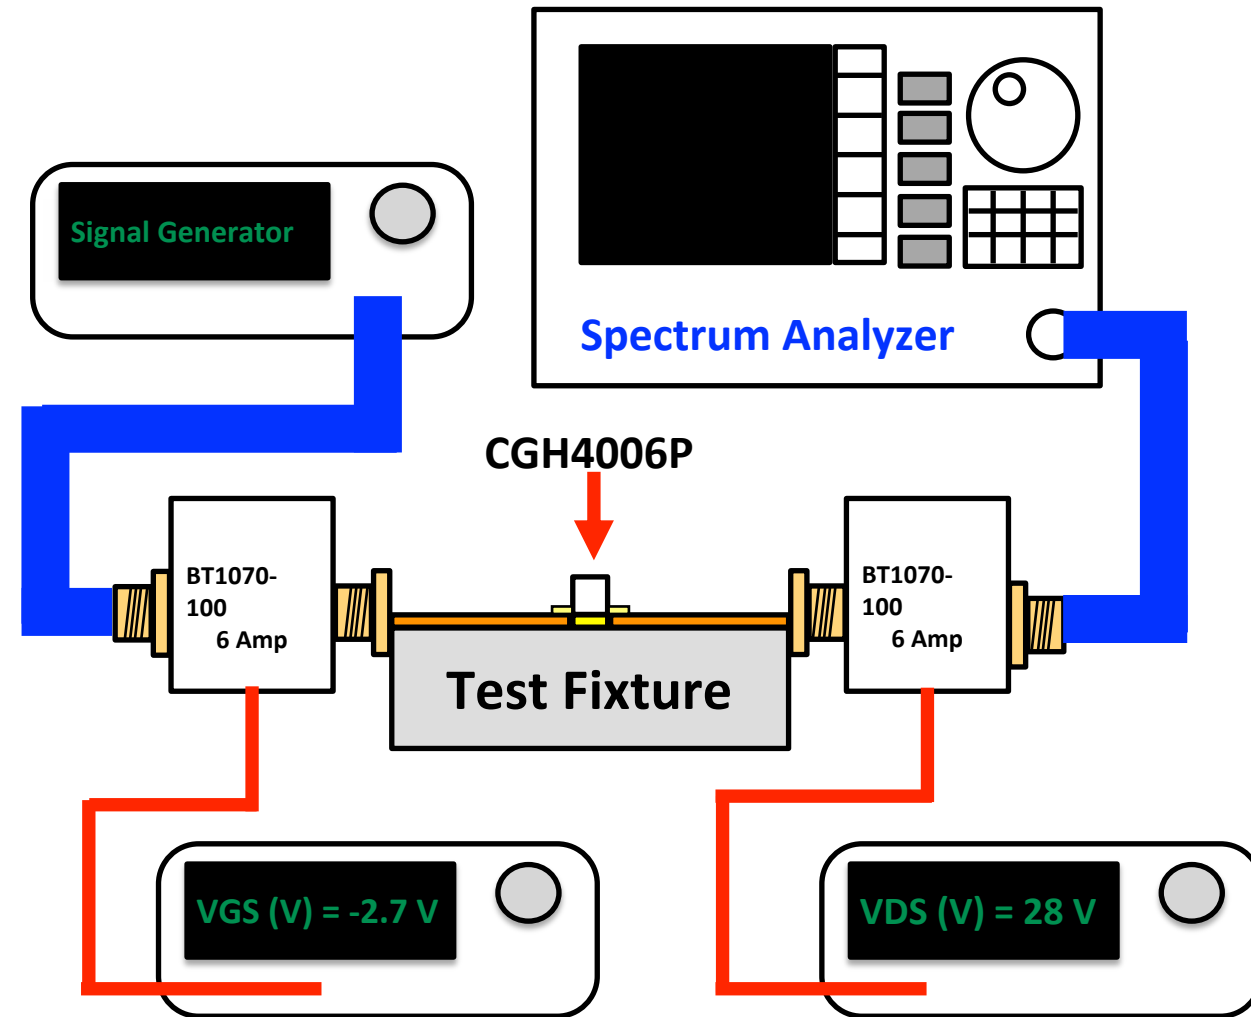 Signal Generator
Spectrum Analyzer
CGH4006P
BT1070-
100
6 Amp
BT1070-
100
6 Amp
Test Fixture
VGS (V) = -2.7 V
VDS (V) = 28 V